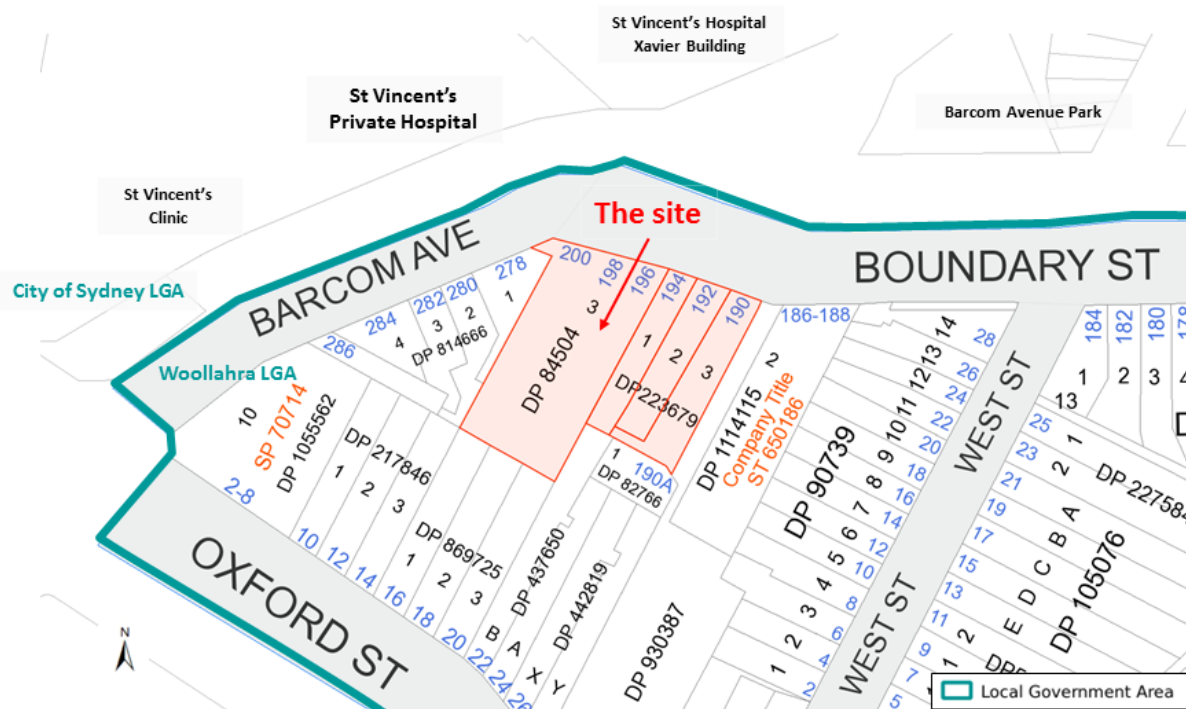 St Vincent's Hospital
Xavier Building
St Vincent's
Private Hospital
Barcom Avenue Park
St Vincent's
Clinic
The site
City of Sydney LGA
Woollahra LGA
BARCOM AVE
BOUNDARY ST
OXFORD ST
WEST ST
WEST ST
200
198
196
194
192
190
3
DP 84504
1
2
3
DP223679
278
1
280
2
282
3
DP 814666
284
4
286
10
SP 70714
DP 1055562
2-8
DP 217846
1
2
3
DP 869725
1
2
3
10
12
14
16
18
20
22
24
26
B
A
X
Y
DP 437650
DP 442819
1
190A
DP 82766
DP 930387
186-188
2
DP 1114115
Company Title
ST 650186
DP 90739
14
13
12
11
10
9
8
7
6
5
4
3
2
1
28
26
24
22
20
18
16
14
12
10
8
6
4
2
184
182
180
178
1
2
3
4
13
25
23
21
19
17
15
13
11
9
7
5
1
2
A
B
C
D
E
2
1
DP 105076
N
Local Government Area